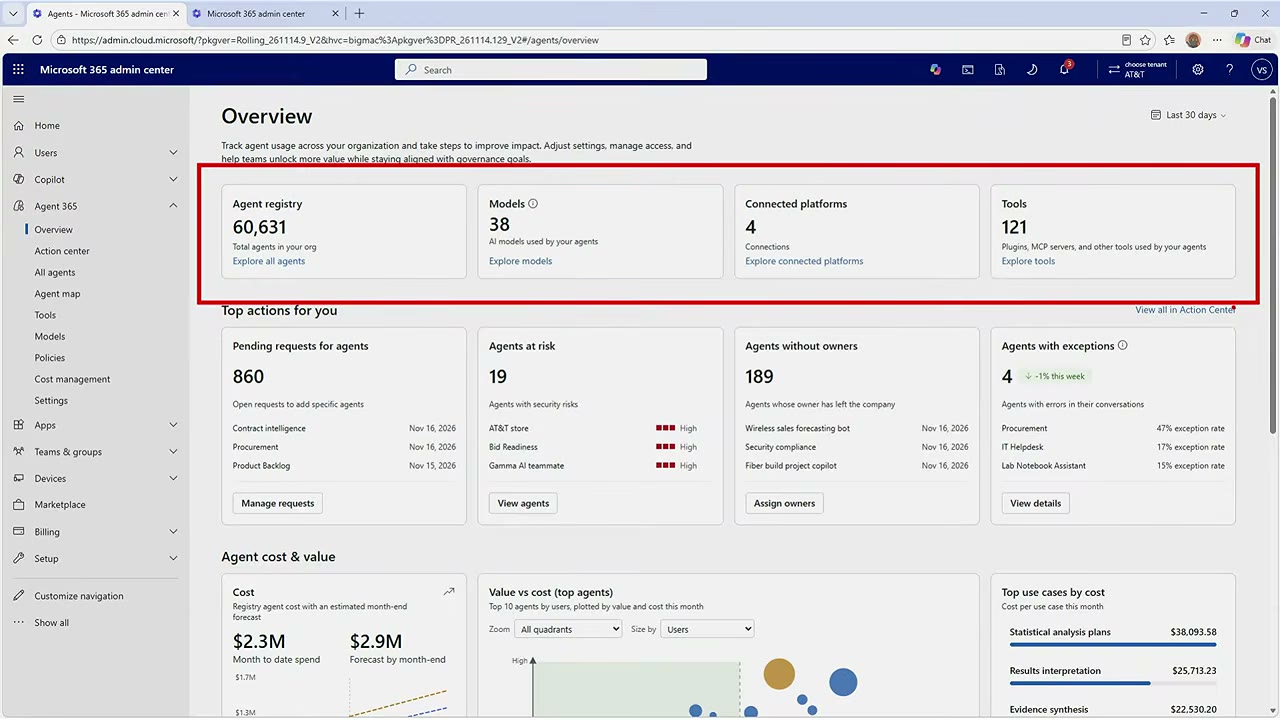 Agents - Microsoft 365 admin cen
Microsoft 365 admin center
https://admin.cloud.microsoft/?pkgver=Rolling_261114.9_V2&hvc=bigmac%3Apkgver%3DPR_261114.129_V2#/agents/overview
Chat
Microsoft 365 admin center
Search
3
choose tenant
AT&T
VS
Home
Users
Copilot
Agent 365
Overview
Action center
All agents
Agent map
Tools
Models
Policies
Cost management
Settings
Apps
Teams & groups
Devices
Marketplace
Billing
Setup
Customize navigation
Show all
Overview
Last 30 days
Track agent usage across your organization and take steps to improve impact. Adjust settings, manage access, and
help teams unlock more value while staying aligned with governance goals.
Agent registry
60,631
Total agents in your org
Explore all agents
Models
38
AI models used by your agents
Explore models
Connected platforms
4
Connections
Explore connected platforms
Tools
121
Plugins, MCP servers, and other tools used by your agents
Explore tools
Top actions for you
View all in Action Center
Pending requests for agents
860
Open requests to add specific agents
Contract intelligence Nov 16, 2026
Procurement Nov 16, 2026
Product Backlog Nov 15, 2026
Manage requests
Agents at risk
19
Agents with security risks
AT&T store High
Bid Readiness High
Gamma AI teammate High
View agents
Agents without owners
189
Agents whose owner has left the company
Wireless sales forecasting bot Nov 16, 2026
Security compliance Nov 16, 2026
Fiber build project copilot Nov 16, 2026
Assign owners
Agents with exceptions
4 -1% this week
Agents with errors in their conversations
Procurement 47% exception rate
IT Helpdesk 17% exception rate
Lab Notebook Assistant 15% exception rate
View details
Agent cost & value
Cost
Registry agent cost with an estimated month-end
forecast
$2.3M $2.9M
Month to date spend Forecast by month-end
$1.7M
$1.3M
Value vs cost (top agents)
Top 10 agents by users, plotted by value and cost this month
Zoom All quadrants Size by Users
High
Top use cases by cost
Cost per use case this month
Statistical analysis plans $38,093.58
Results interpretation $25,713.23
Evidence synthesis $22,530.20